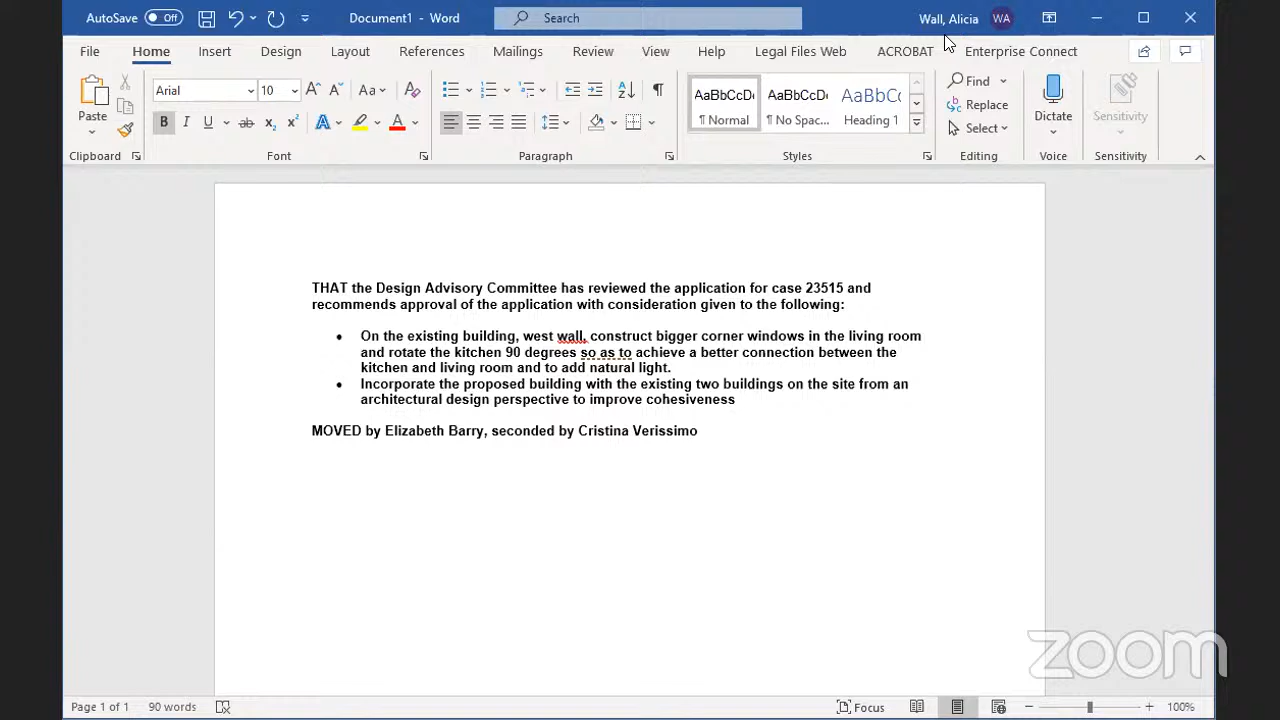 AutoSave Off Document1 - Word Search Wall, Alicia WA
File Home Insert Design Layout References Mailings Review View Help Legal Files Web ACROBAT Enterprise Connect
Paste Arial 10 Aa AaBbCcDc AaBbCcDc AaBbCc Find Dictate Sensitivity
B I U ab x₂ x² A A ¶ Normal ¶ No Spac... Heading 1 Replace
Select
Clipboard Font Paragraph Styles Editing Voice Sensitivity
THAT the Design Advisory Committee has reviewed the application for case 23515 and
recommends approval of the application with consideration given to the following:
• On the existing building, west wall, construct bigger corner windows in the living room
and rotate the kitchen 90 degrees so as to achieve a better connection between the
kitchen and living room and to add natural light.
• Incorporate the proposed building with the existing two buildings on the site from an
architectural design perspective to improve cohesiveness
MOVED by Elizabeth Barry, seconded by Cristina Verissimo
zoom
Page 1 of 1 90 words Focus 100%